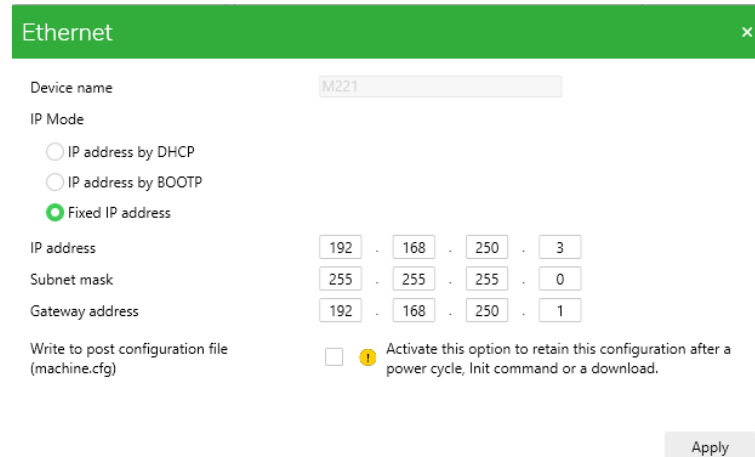 Ethernet ×
Device name M221
IP Mode
IP address by DHCP
IP address by BOOTP
Fixed IP address
IP address 192 . 168 . 250 . 3
Subnet mask 255 . 255 . 255 . 0
Gateway address 192 . 168 . 250 . 1
Write to post configuration file
(machine.cfg)
! Activate this option to retain this configuration after a
power cycle, Init command or a download.
Apply